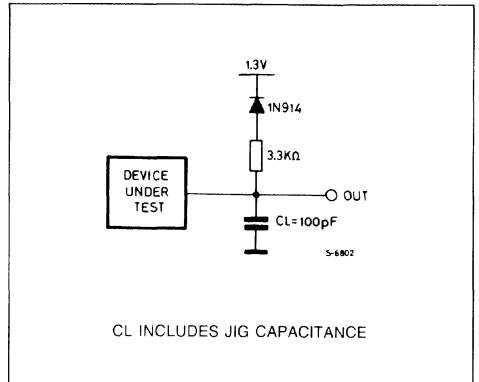 1.3V
1N914
3.3KΩ
DEVICE
UNDER
TEST
OUT
CL=100pF
S-6802
CL INCLUDES JIG CAPACITANCE